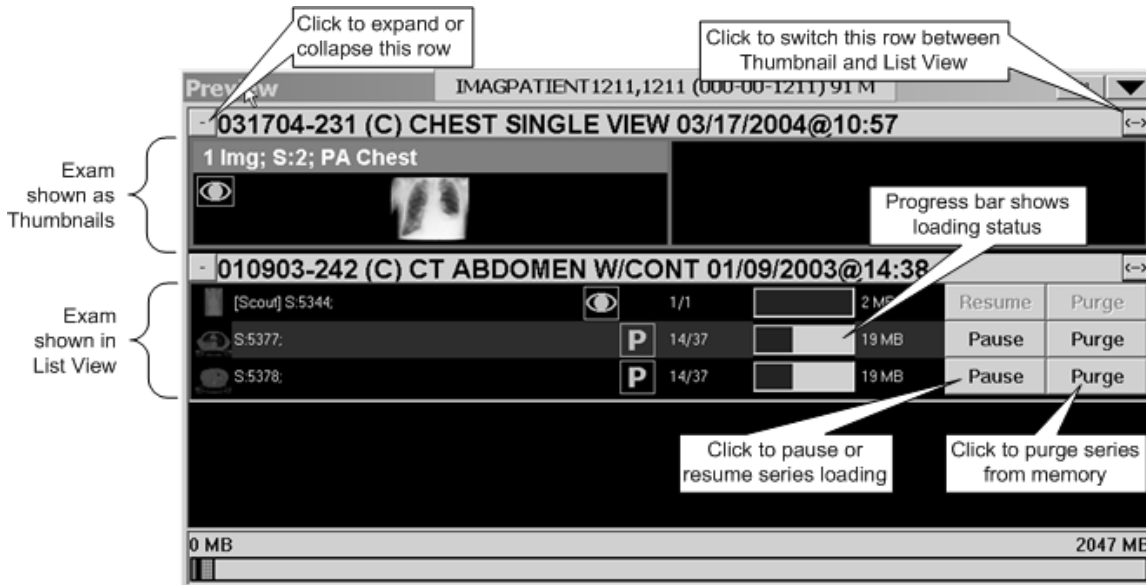 Click to expand or
collapse this row
Click to switch this row between
Thumbnail and List View
Preview
IMAGPATIENT1211,1211 (000-00-1211) 91 M
- 031704-231 (C) CHEST SINGLE VIEW 03/17/2004@10:57 <-->
1 Img; S:2; PA Chest
Exam
shown as
Thumbnails
Progress bar shows
loading status
- 010903-242 (C) CT ABDOMEN W/CONT 01/09/2003@14:38 <-->
Exam
shown in
List View
[Scout] S:5344; 1/1 2 MB Resume Purge
S:5377; P 14/37 19 MB Pause Purge
S:5378; P 14/37 19 MB Pause Purge
Click to pause or
resume series loading
Click to purge series
from memory
0 MB 2047 MB